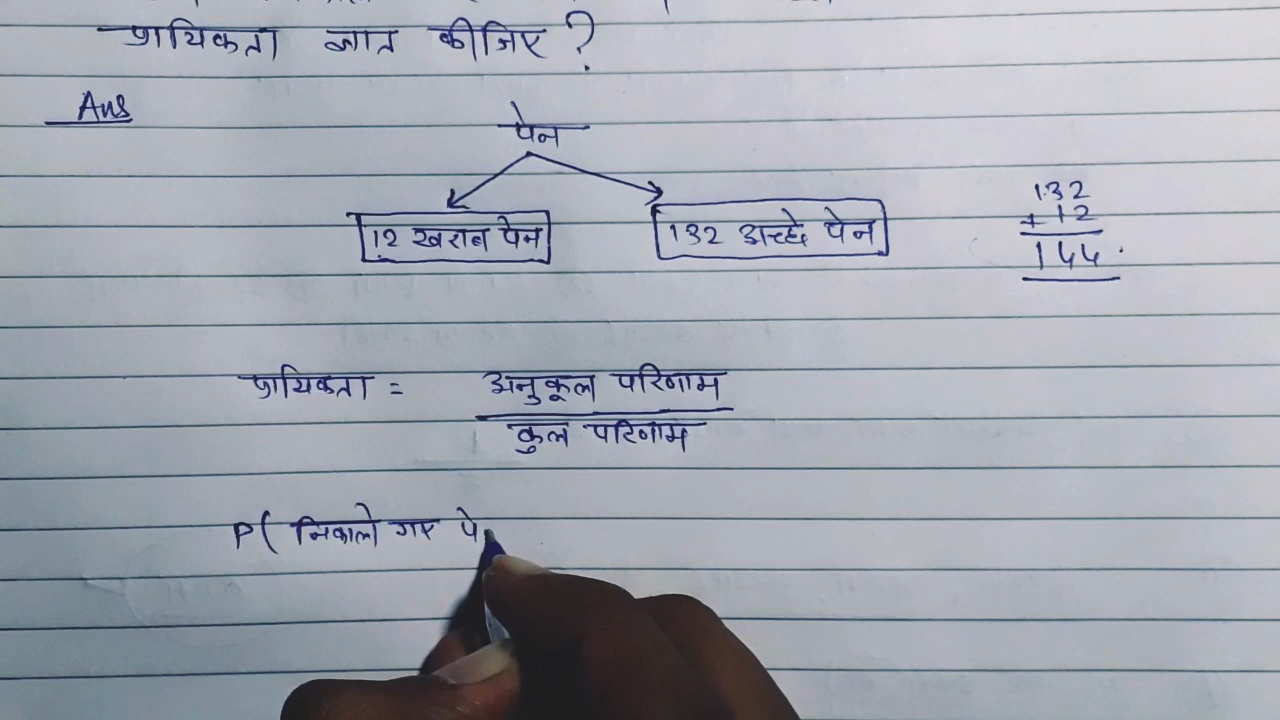 प्रायिकता ज्ञात कीजिए ?
Ans
पेन
12 खराब पेन
132 अच्छे पेन
132
+ 12
144
प्रायिकता = अनुकूल परिणाम
कुल परिणाम
P( निकाले गए पे